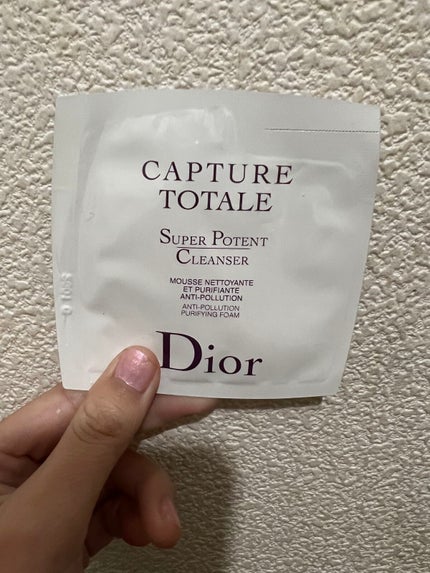 CAPTURE
TOTALE
SUPER POTENT
CLEANSER
MOUSSE NETTOYANTE
ET PURIFIANTE
ANTI-POLLUTION
ANTI-POLLUTION
PURIFYING FOAM
Dior